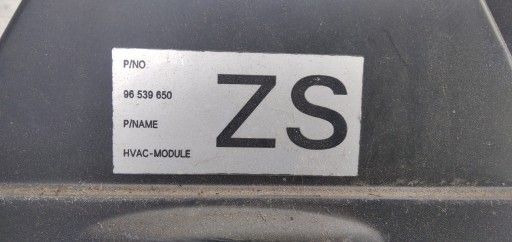 P/NO
96 539 650
P/NAME
HVAC-MODULE
ZS